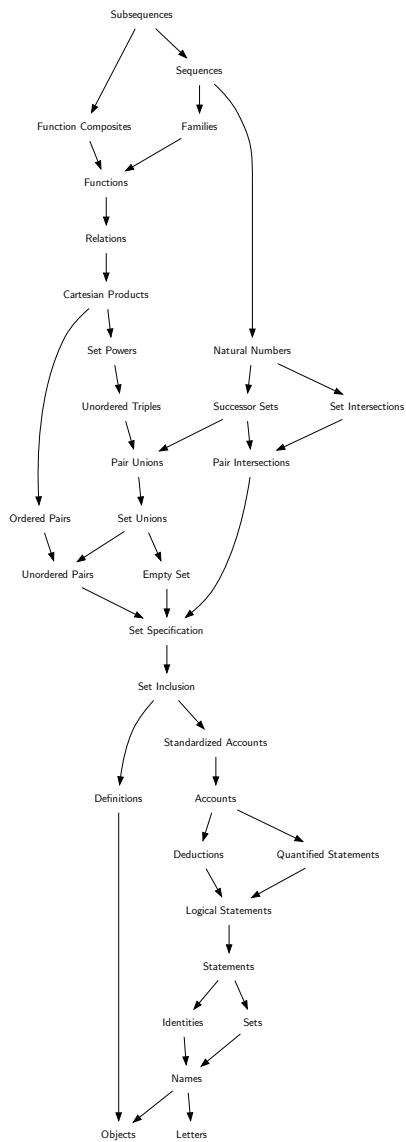 Subsequences
Sequences
Function Composites
Families
Functions
Relations
Cartesian Products
Set Powers
Natural Numbers
Unordered Triples
Successor Sets
Set Intersections
Pair Unions
Pair Intersections
Ordered Pairs
Set Unions
Unordered Pairs
Empty Set
Set Specification
Set Inclusion
Standardized Accounts
Definitions
Accounts
Deductions
Quantified Statements
Logical Statements
Statements
Identities
Sets
Names
Objects
Letters